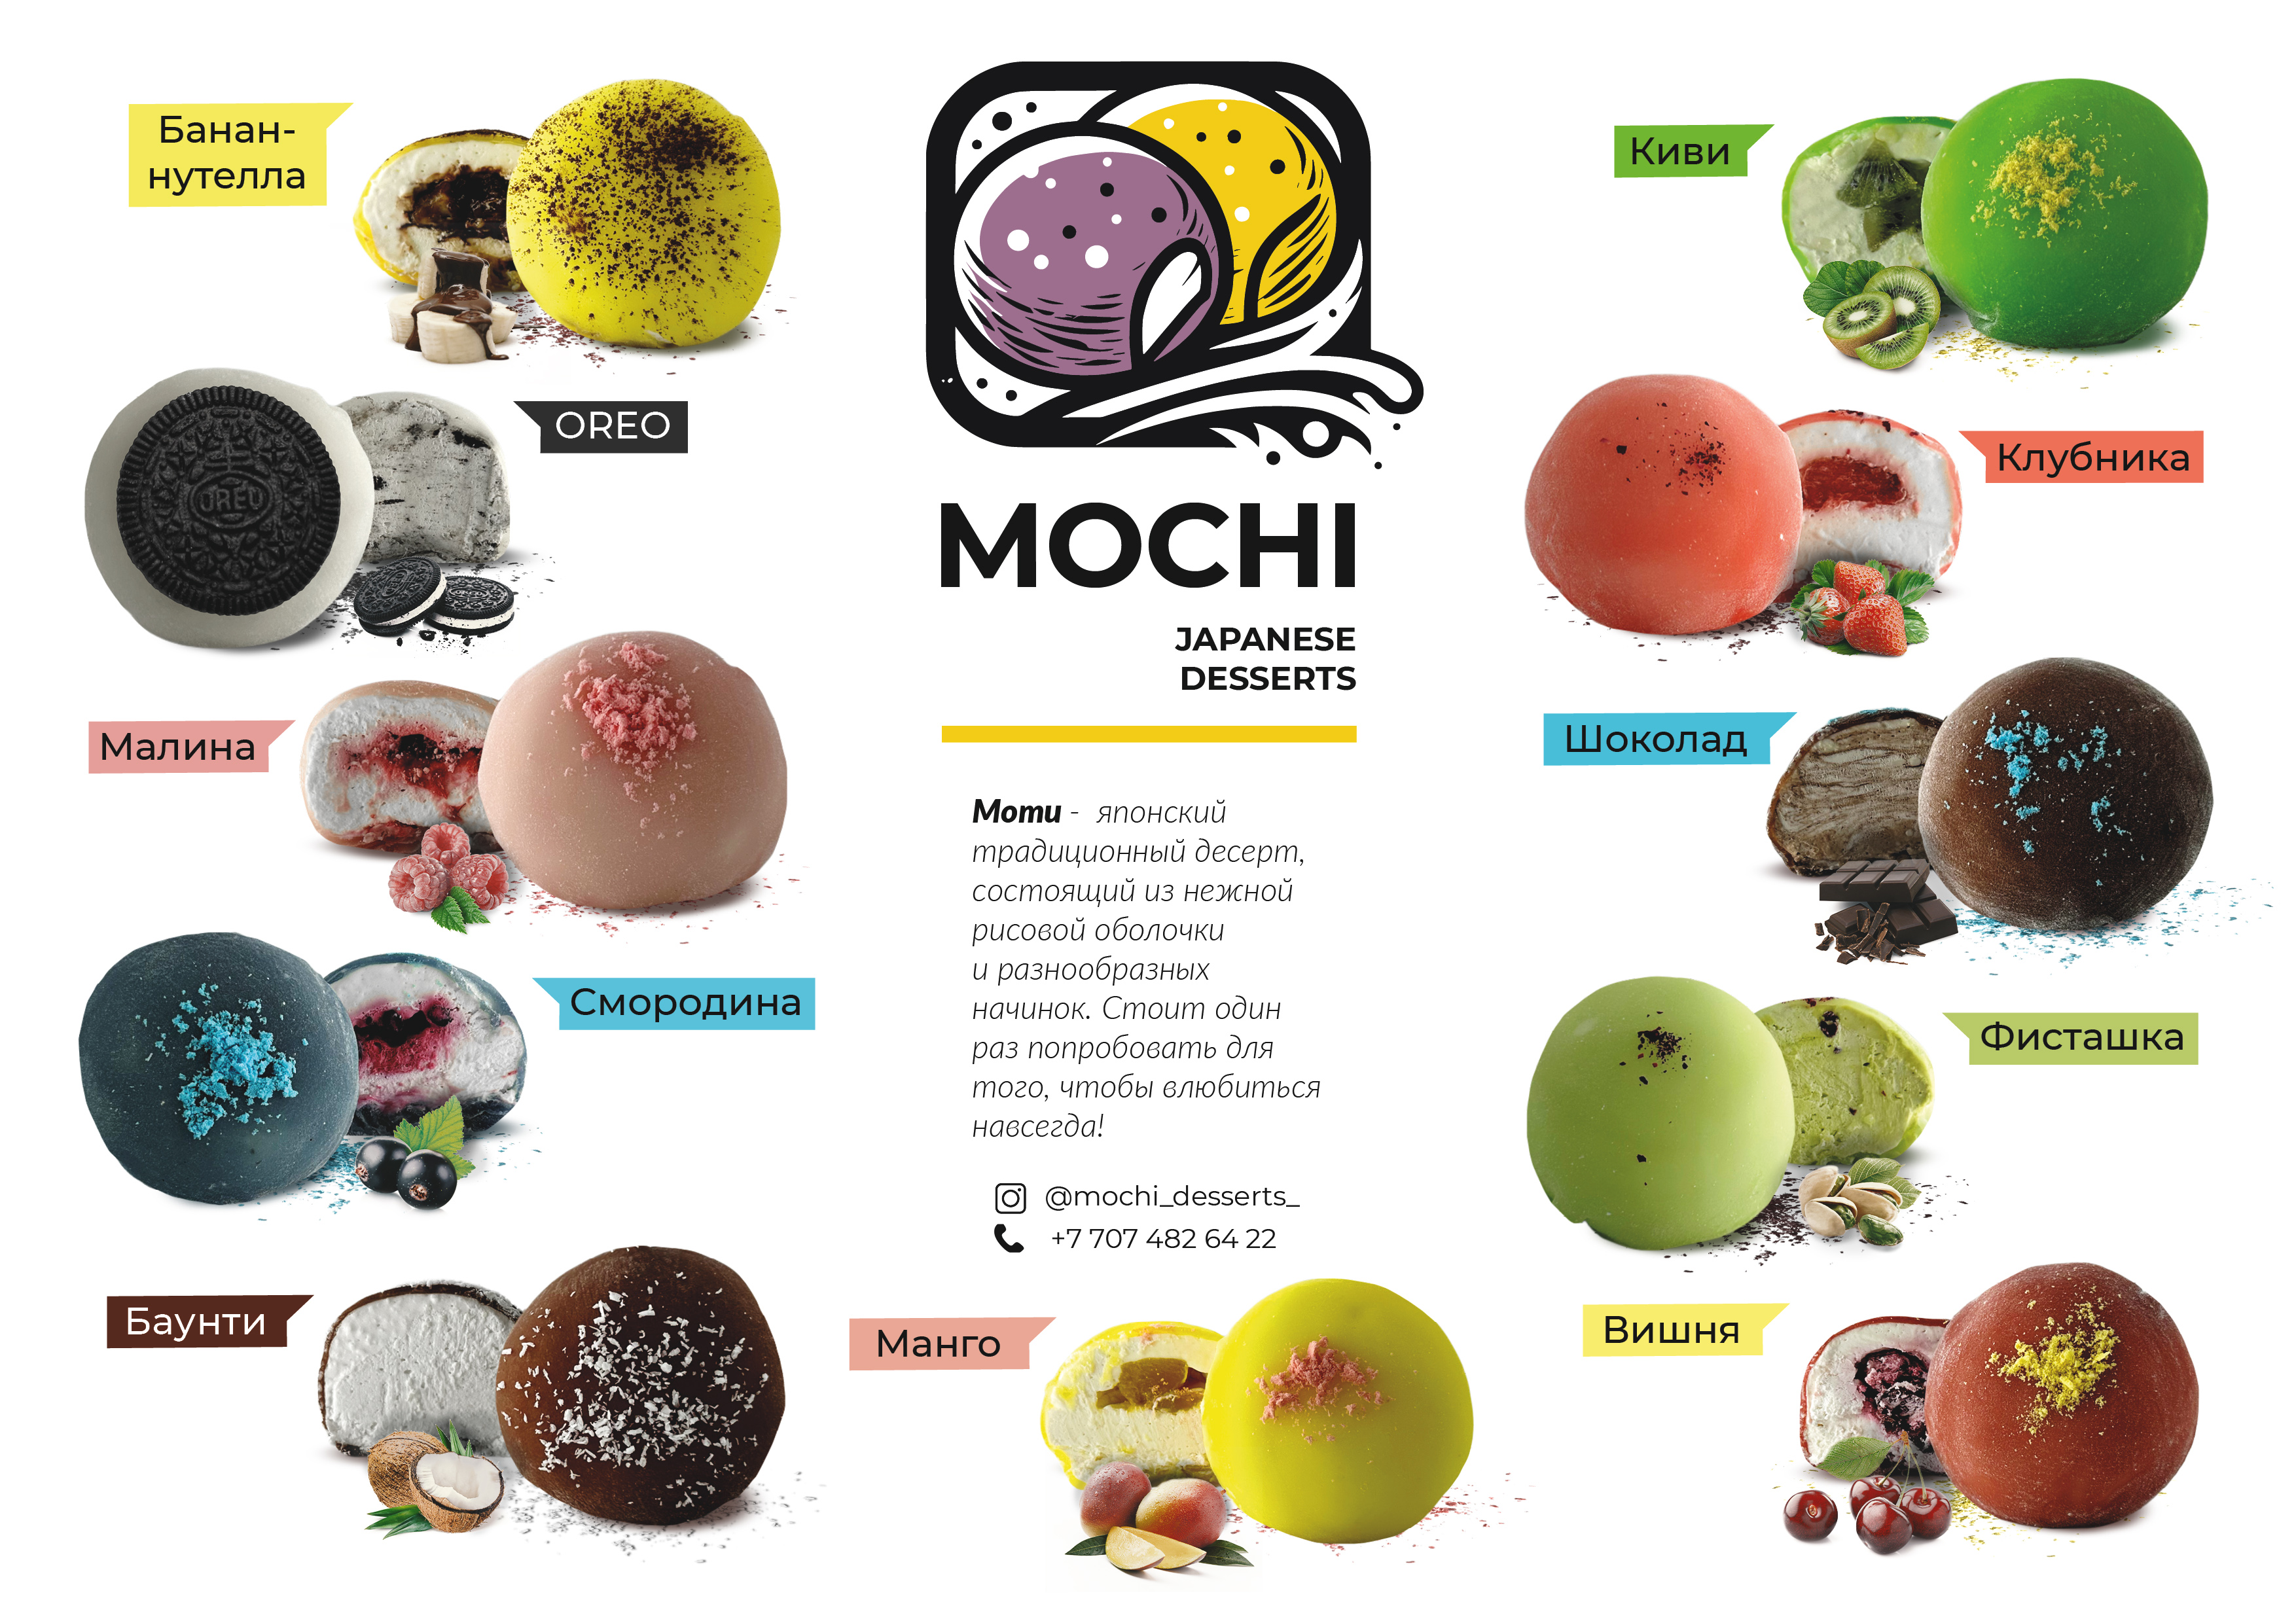 Банан-
нутелла
OREO
OREO
Малина
Смородина
Баунти
MOCHI
JAPANESE
DESSERTS
Моти - японский
традиционный десерт,
состоящий из нежной
рисовой оболочки
и разнообразных
начинок. Стоит один
раз попробовать для
того, чтобы влюбиться
навсегда!
@mochi_desserts_
+7 707 482 64 22
Манго
Киви
Клубника
Шоколад
Фисташка
Вишня